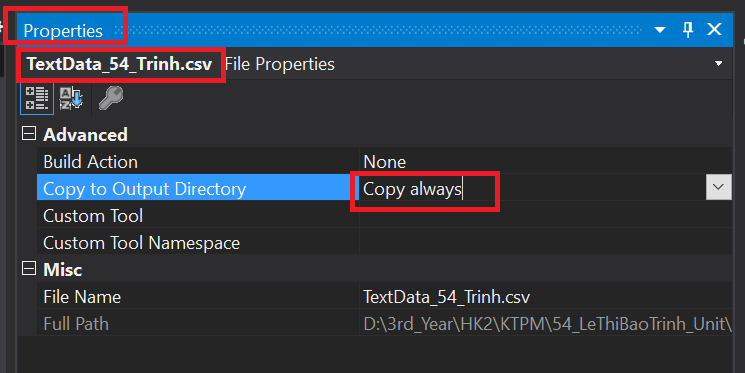 Properties
TextData_54_Trinh.csv File Properties
Advanced
Build Action None
Copy to Output Directory Copy always
Custom Tool
Custom Tool Namespace
Misc
File Name TextData_54_Trinh.csv
Full Path D:\3rd_Year\HK2\KTPM\54_LeThiBaoTrinh_Unit\